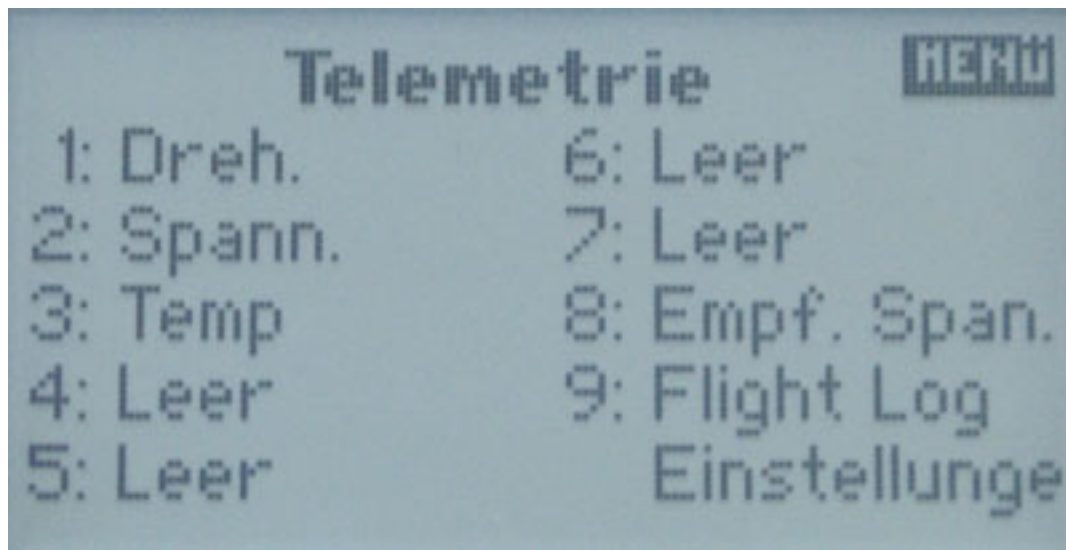 Telemetrie
MENÜ
1: Dreh.
2: Spann.
3: Temp
4: Leer
5: Leer
6: Leer
7: Leer
8: Empf. Span.
9: Flight Log
Einstellunge